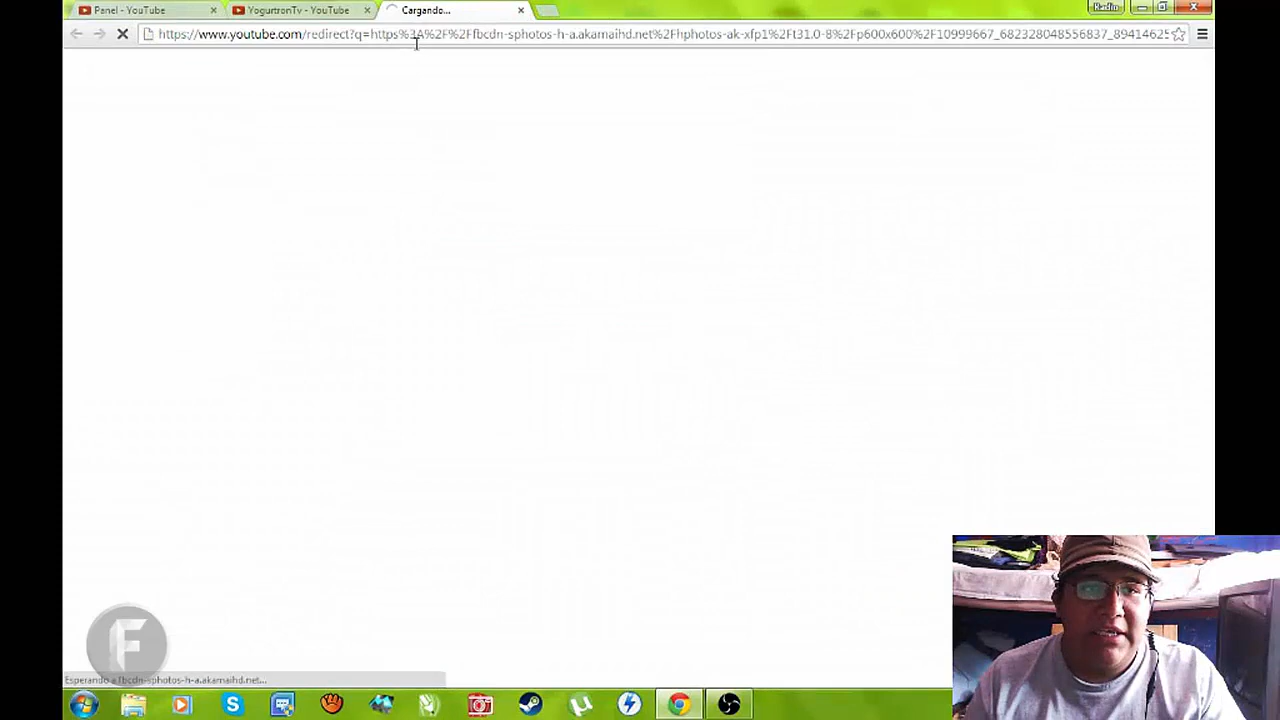 Panel - YouTube
YogurtronTv - YouTube
Cargando...
Radio
https://www.youtube.com/redirect?q=https%3A%2F%2Ffbcdn-sphotos-h-a.akamaihd.net%2Fhphotos-ak-xfp1%2Ft31.0-8%2Fp600x600%2F10999667_682328048556837_89414625
F
Esperando a fbcdn-sphotos-h-a.akamaihd.net...